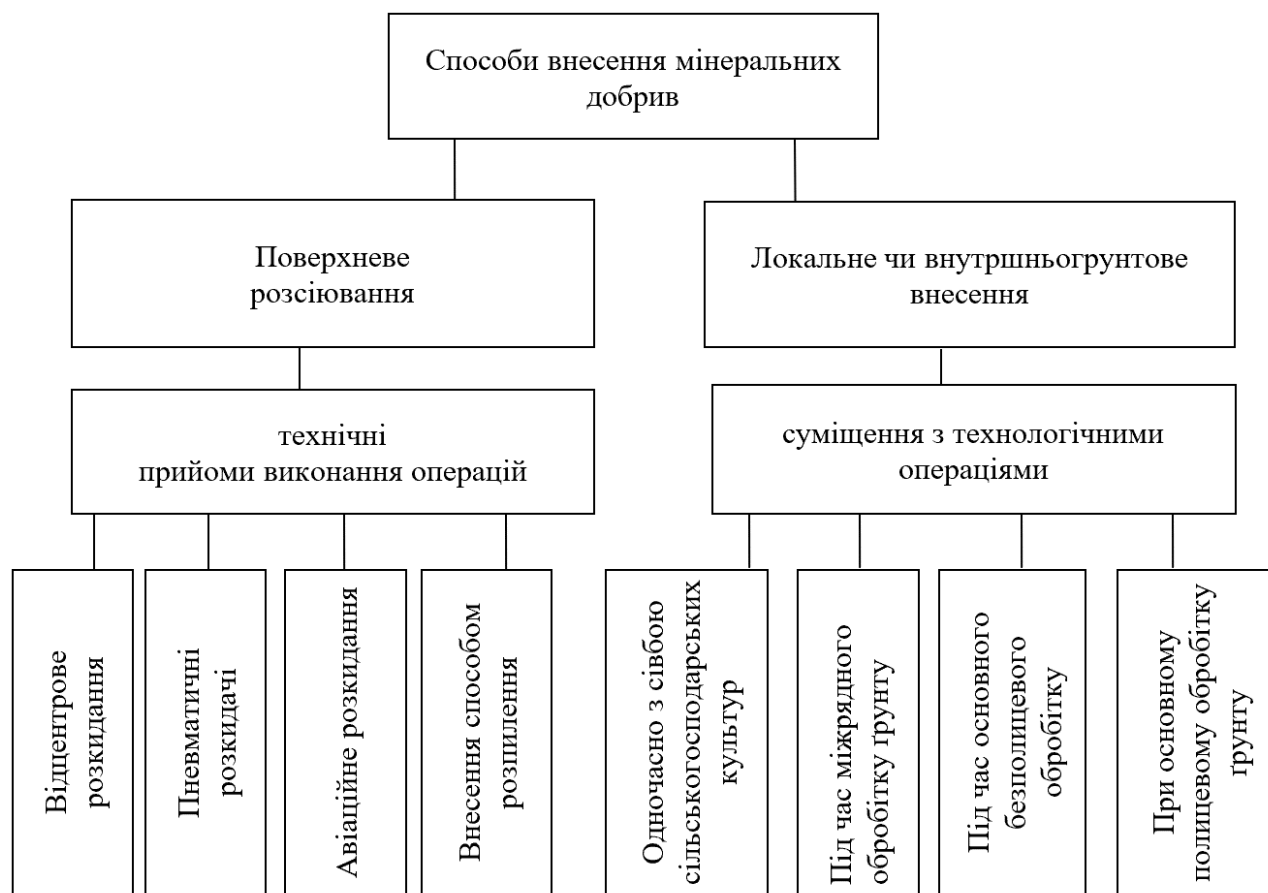 Способи внесення мінеральних
добрив
Поверхневе
розсіювання
Локальне чи внутршньогрунтове
внесення
технічні
прийоми виконання операцій
суміщення з технологічними
операціями
Відцентрове
розкидання
Пневматичні
розкидачі
Авіаційне розкидання
Внесення способом
розпилення
Одночасно з сівбою
сільськогосподарських
культур
Під час міжрядного
обробітку ґрунту
Під час основного
безполицевого
обробітку
При основному
полицевому обробітку
ґрунту